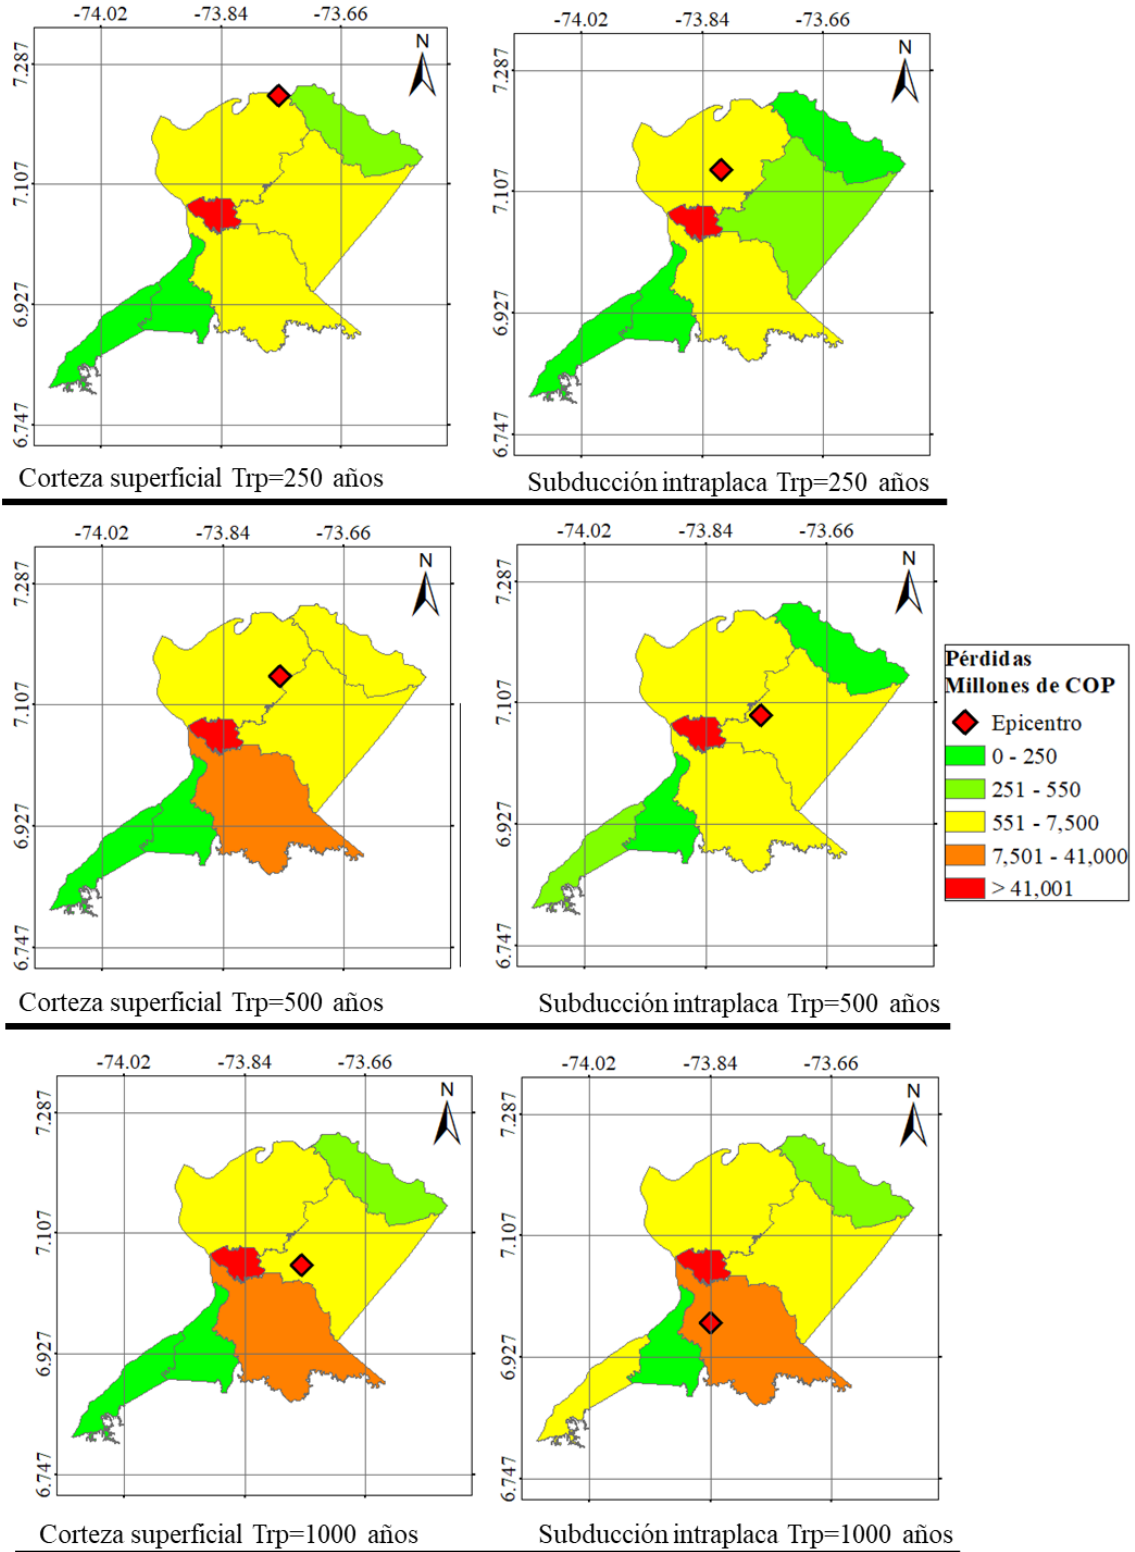 -74.02 -73.84 -73.66
-74.02 -73.84 -73.66
7.287
7.107
6.927
6.747
N
7.287
7.107
6.927
6.747
N
Corteza superficial Trp=250 años
Subducción intraplaca Trp=250 años
-74.02 -73.84 -73.66
-74.02 -73.84 -73.66
7.287
7.107
6.927
6.747
N
7.287
7.107
6.927
6.747
N
Pérdidas
Millones de COP
Epicentro
0 - 250
251 - 550
551 - 7,500
7,501 - 41,000
> 41,001
Corteza superficial Trp=500 años
Subducción intraplaca Trp=500 años
-74.02 -73.84 -73.66
-74.02 -73.84 -73.66
7.287
7.107
6.927
6.747
N
7.287
7.107
6.927
6.747
N
Corteza superficial Trp=1000 años
Subducción intraplaca Trp=1000 años